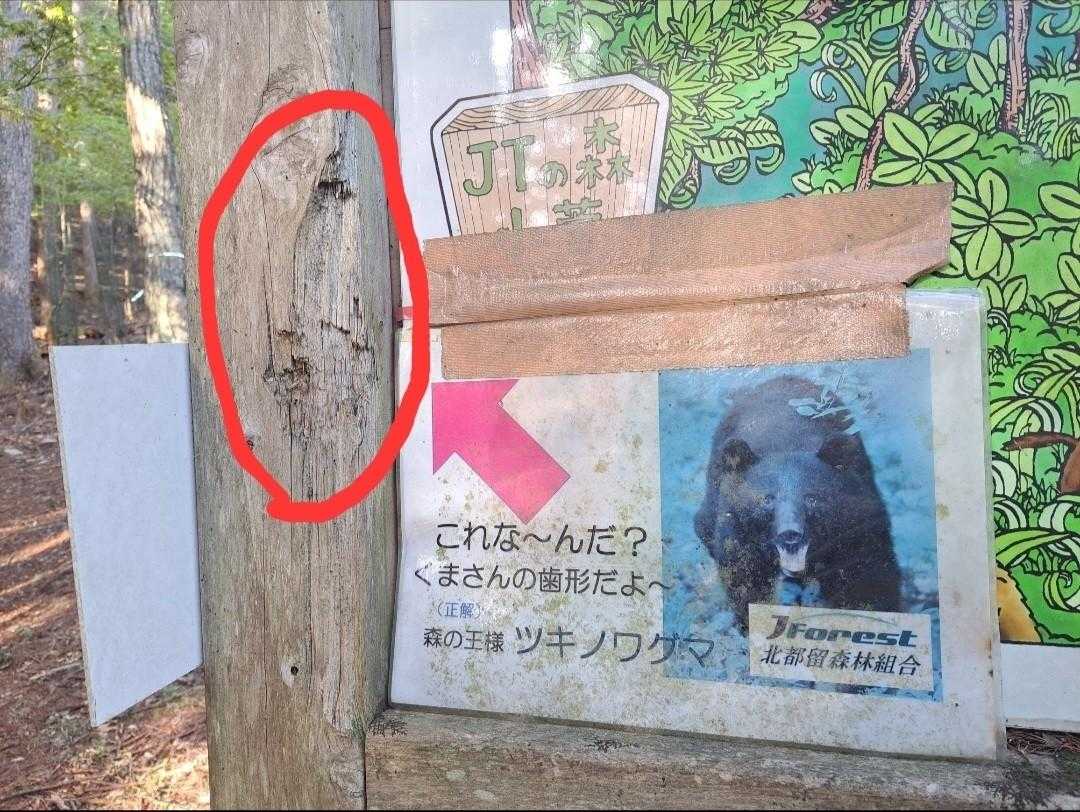 JTの森
これな～んだ？
くまさんの歯形だよ～
（正解）
森の王様 ツキノワグマ
Jforest
北都留森林組合